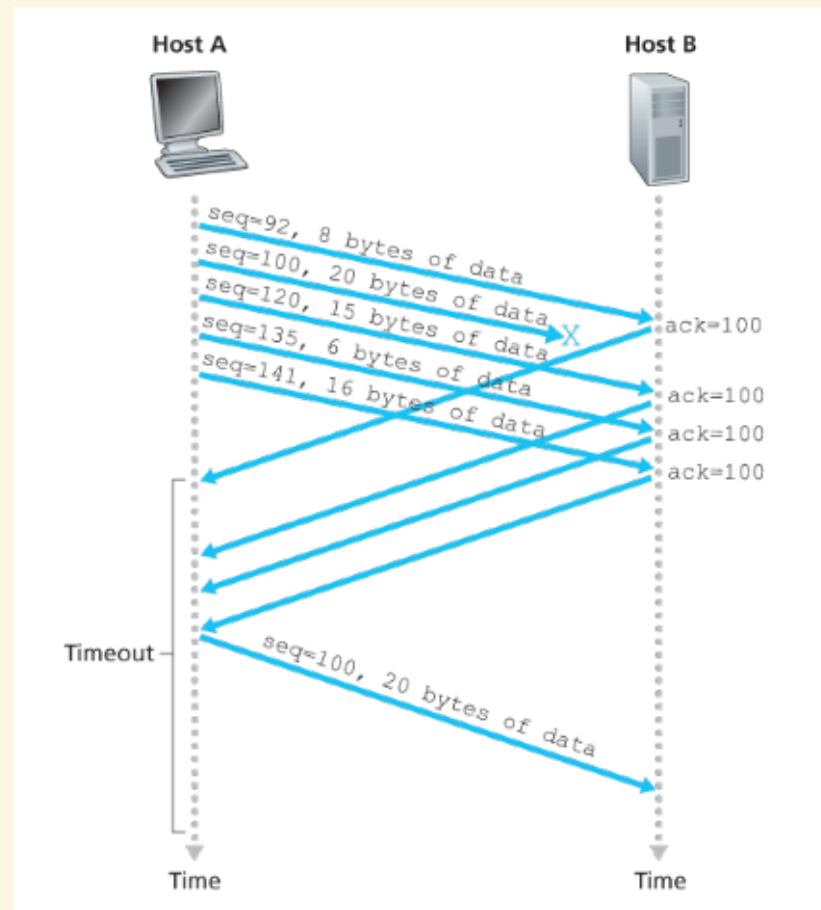 Host A
Host B
seq=92, 8 bytes of data
seq=100, 20 bytes of data
X
seq=120, 15 bytes of data
seq=135, 6 bytes of data
seq=141, 16 bytes of data
ack=100
ack=100
ack=100
ack=100
Timeout
seq=100, 20 bytes of data
Time
Time